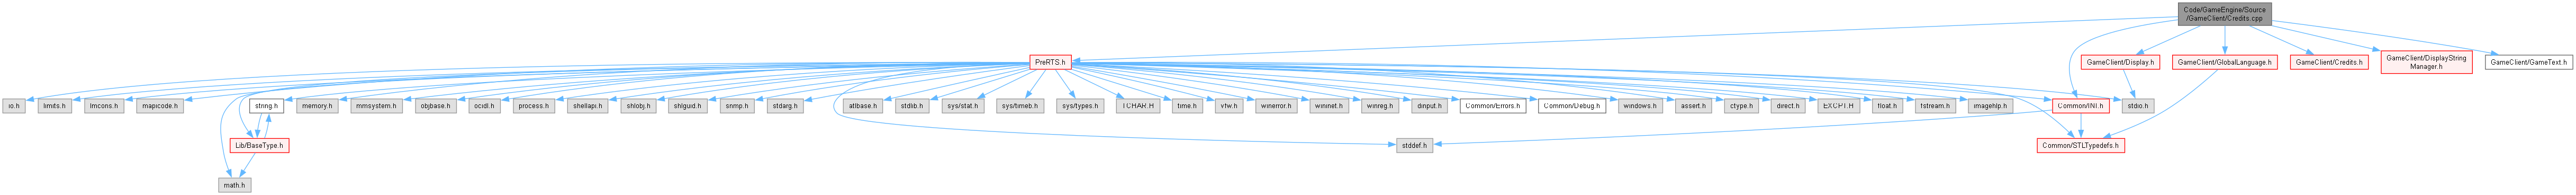 Code/GameEngine/Source
/GameClient/Credits.cpp
PreRTS.h
GameClient/Display.h
GameClient/GlobalLanguage.h
GameClient/Credits.h
GameClient/DisplayString
Manager.h
GameClient/GameText.h
io.h
limits.h
lmcons.h
mapicode.h
string.h
memory.h
mmsystem.h
objbase.h
ocidl.h
process.h
shellapi.h
shlobj.h
shlguid.h
snmp.h
stdarg.h
atlbase.h
stdlib.h
sys/stat.h
sys/timeb.h
sys/types.h
TCHAR.H
time.h
vfw.h
winerror.h
wininet.h
winreg.h
dinput.h
Common/Errors.h
Common/Debug.h
windows.h
assert.h
ctype.h
direct.h
EXCPT.H
float.h
fstream.h
imagehlp.h
Common/INI.h
stdio.h
Lib/BaseType.h
stddef.h
Common/STLTypedefs.h
math.h